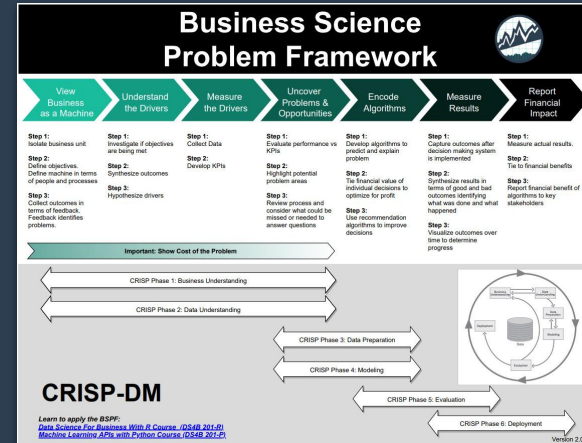 Business Science
Problem Framework
View
Business
as a Machine
Understand
the Drivers
Measure
the Drivers
Uncover
Problems &
Opportunities
Encode
Algorithms
Measure
Results
Report
Financial
Impact
Step 1:
Isolate business unit
Step 2:
Define objectives.
Define machine in terms
of people and processes
Step 3:
Collect outcomes in
terms of feedback.
Feedback identifies
problems.
Step 1:
Investigate if objectives
are being met
Step 2:
Synthesize outcomes
Step 3:
Hypothesize drivers
Step 1:
Collect Data
Step 2:
Develop KPIs
Step 1:
Evaluate performance vs
KPIs
Step 2:
Highlight potential
problem areas
Step 3:
Review process and
consider what could be
missed or needed to
answer questions
Step 1:
Develop algorithms to
predict and explain
problem
Step 2:
Tie financial value of
individual decisions to
optimize for profit
Step 3:
Use recommendation
algorithms to improve
decisions
Step 1:
Capture outcomes after
decision making system
is implemented
Step 2:
Synthesize results in
terms of good and bad
outcomes identifying
what was done and what
happened
Step 3:
Visualize outcomes over
time to determine
progress
Step 1:
Measure actual results.
Step 2:
Tie to financial benefits
Step 3:
Report financial benefit of
algorithms to key
stakeholders
Important: Show Cost of the Problem
CRISP Phase 1: Business Understanding
CRISP Phase 2: Data Understanding
CRISP Phase 3: Data Preparation
CRISP Phase 4: Modeling
CRISP Phase 5: Evaluation
CRISP Phase 6: Deployment
Business
Understanding
Data
Understanding
Data
Preparation
Modeling
Deployment
Data
Evaluation
CRISP-DM
Learn to apply the BSPF:
Data Science For Business With R Course (DS4B 201-R)
Machine Learning APIs with Python Course (DS4B 201-P)